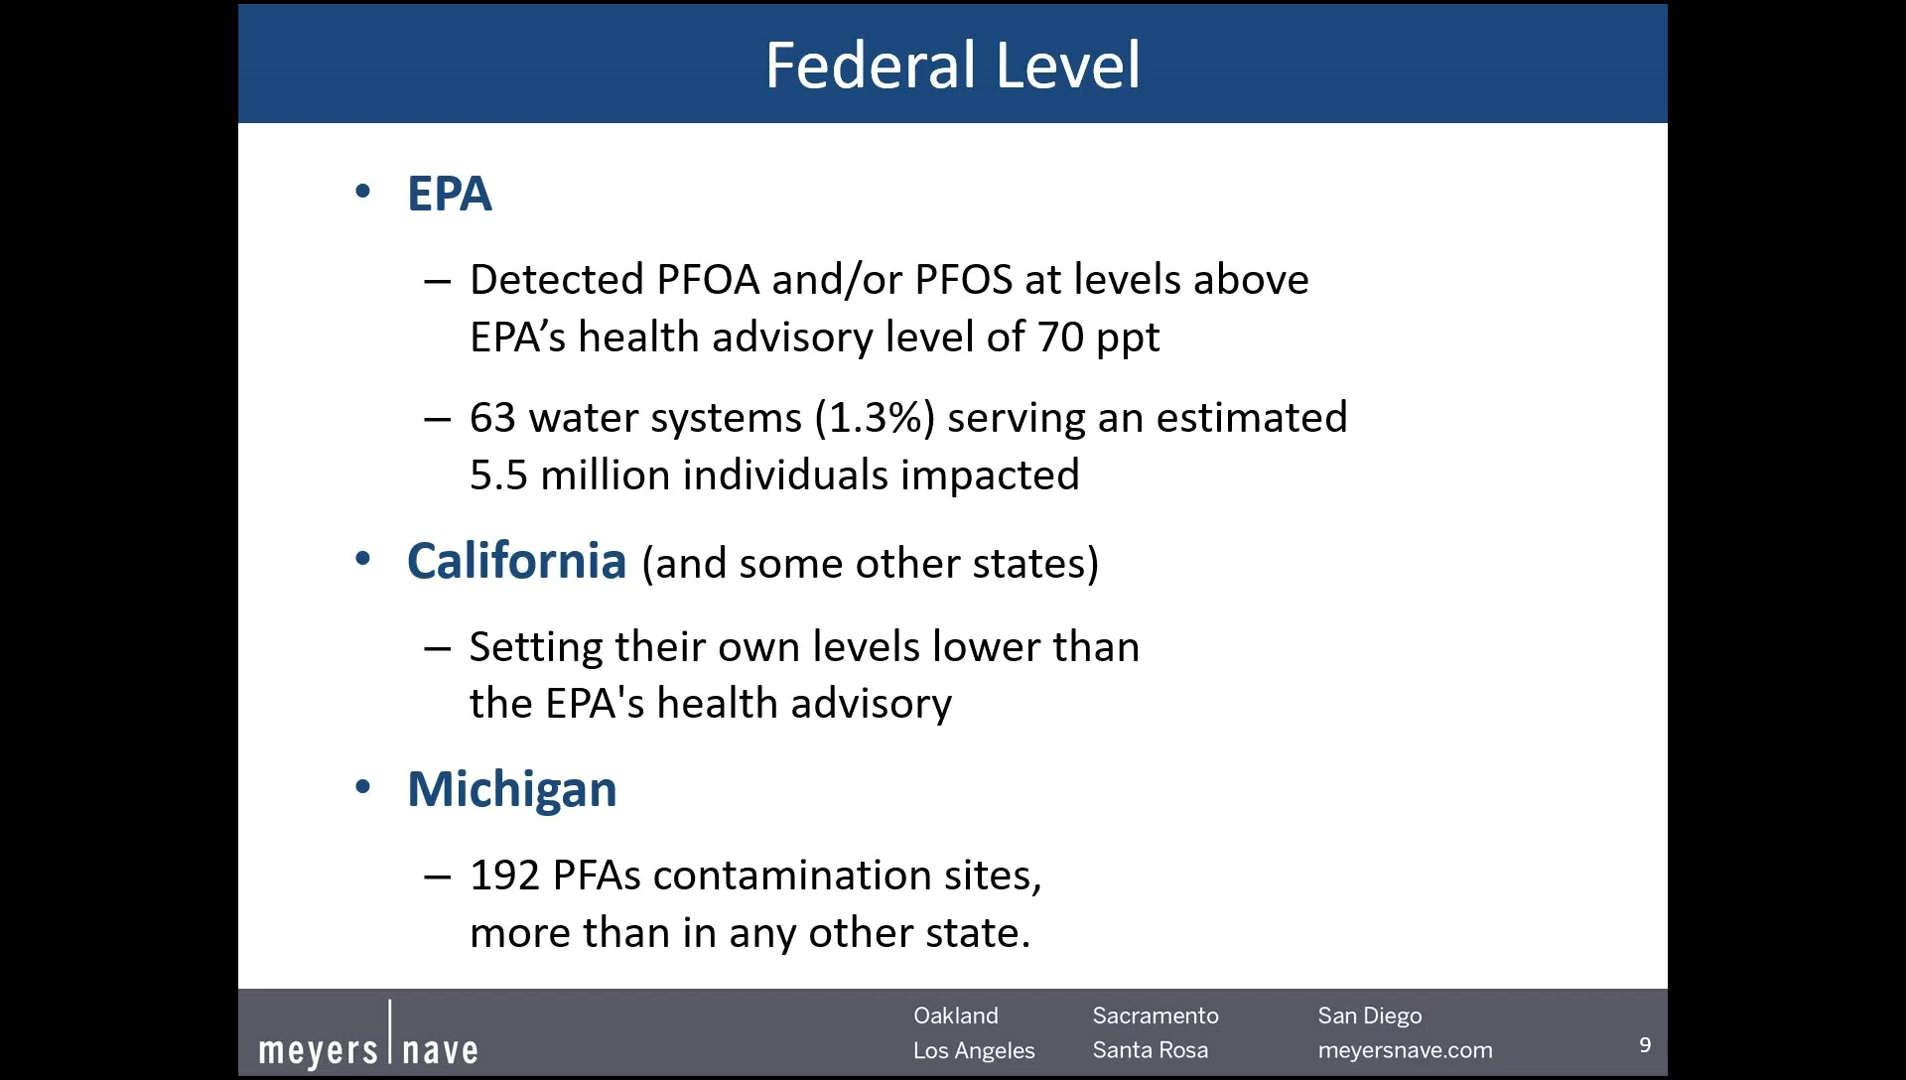 Federal Level
• EPA
– Detected PFOA and/or PFOS at levels above
EPA’s health advisory level of 70 ppt
– 63 water systems (1.3%) serving an estimated
5.5 million individuals impacted
• California (and some other states)
– Setting their own levels lower than
the EPA's health advisory
• Michigan
– 192 PFAs contamination sites,
more than in any other state.
meyers | nave
Oakland Sacramento San Diego
Los Angeles Santa Rosa meyersnave.com
9